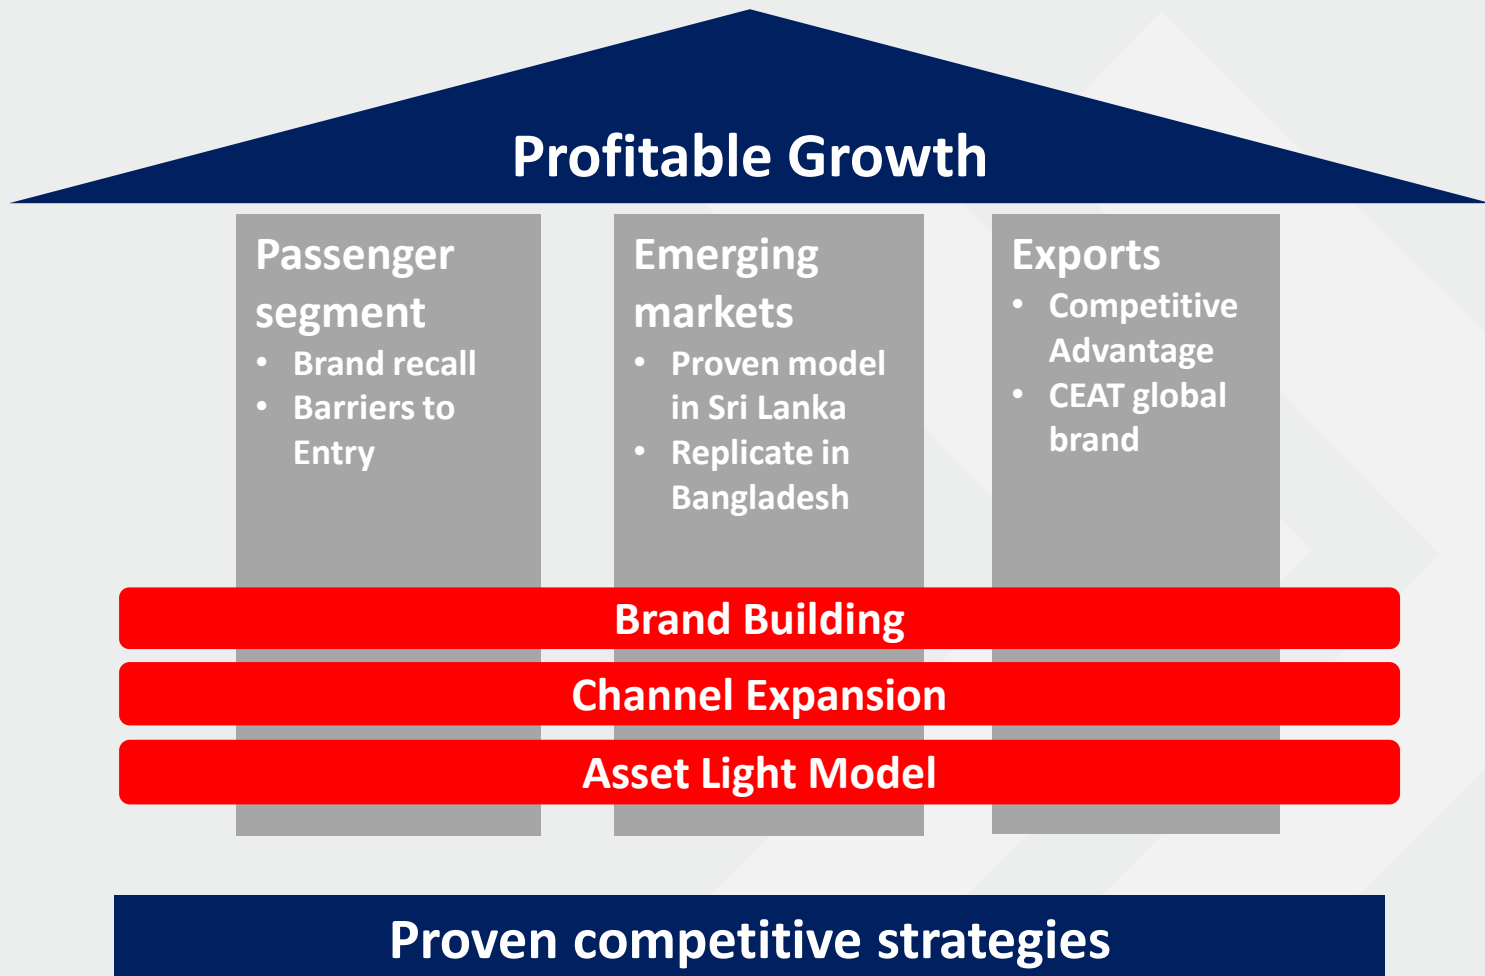 Profitable Growth
Passenger
segment
• Brand recall
• Barriers to
Entry
Emerging
markets
• Proven model
in Sri Lanka
• Replicate in
Bangladesh
Exports
• Competitive
Advantage
• CEAT global
brand
Brand Building
Channel Expansion
Asset Light Model
Proven competitive strategies